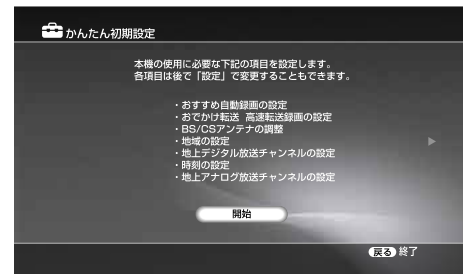 かんたん初期設定
本機の使用に必要な下記の項目を設定します。
各項目は後で「設定」で変更することもできます。
・おすすめ自動録画の設定
・おでかけ転送 高速転送録画の設定
・BS/CSアンテナの調整
・地域の設定
・地上デジタル放送チャンネルの設定
・時刻の設定
・地上アナログ放送チャンネルの設定
開始
戻る 終了